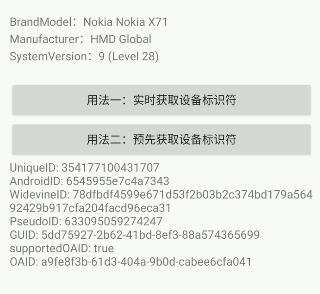 BrandModel：Nokia Nokia X71
Manufacturer：HMD Global
SystemVersion：9 (Level 28)
用法一：实时获取设备标识符
用法二：预先获取设备标识符
UniqueID: 354177100431707
AndroidID: 6545955e7c4a7343
WidevineID: 78dfbdf4599e671d53f2b03b2c374bd179a564
92429b917cfa204facd96eca31
PseudoID: 633095059274247
GUID: 5dd75927-2b62-41bd-8ef3-88a574365699
supportedOAID: true
OAID: a9fe8f3b-61d3-404a-9b0d-cabee6cfa041